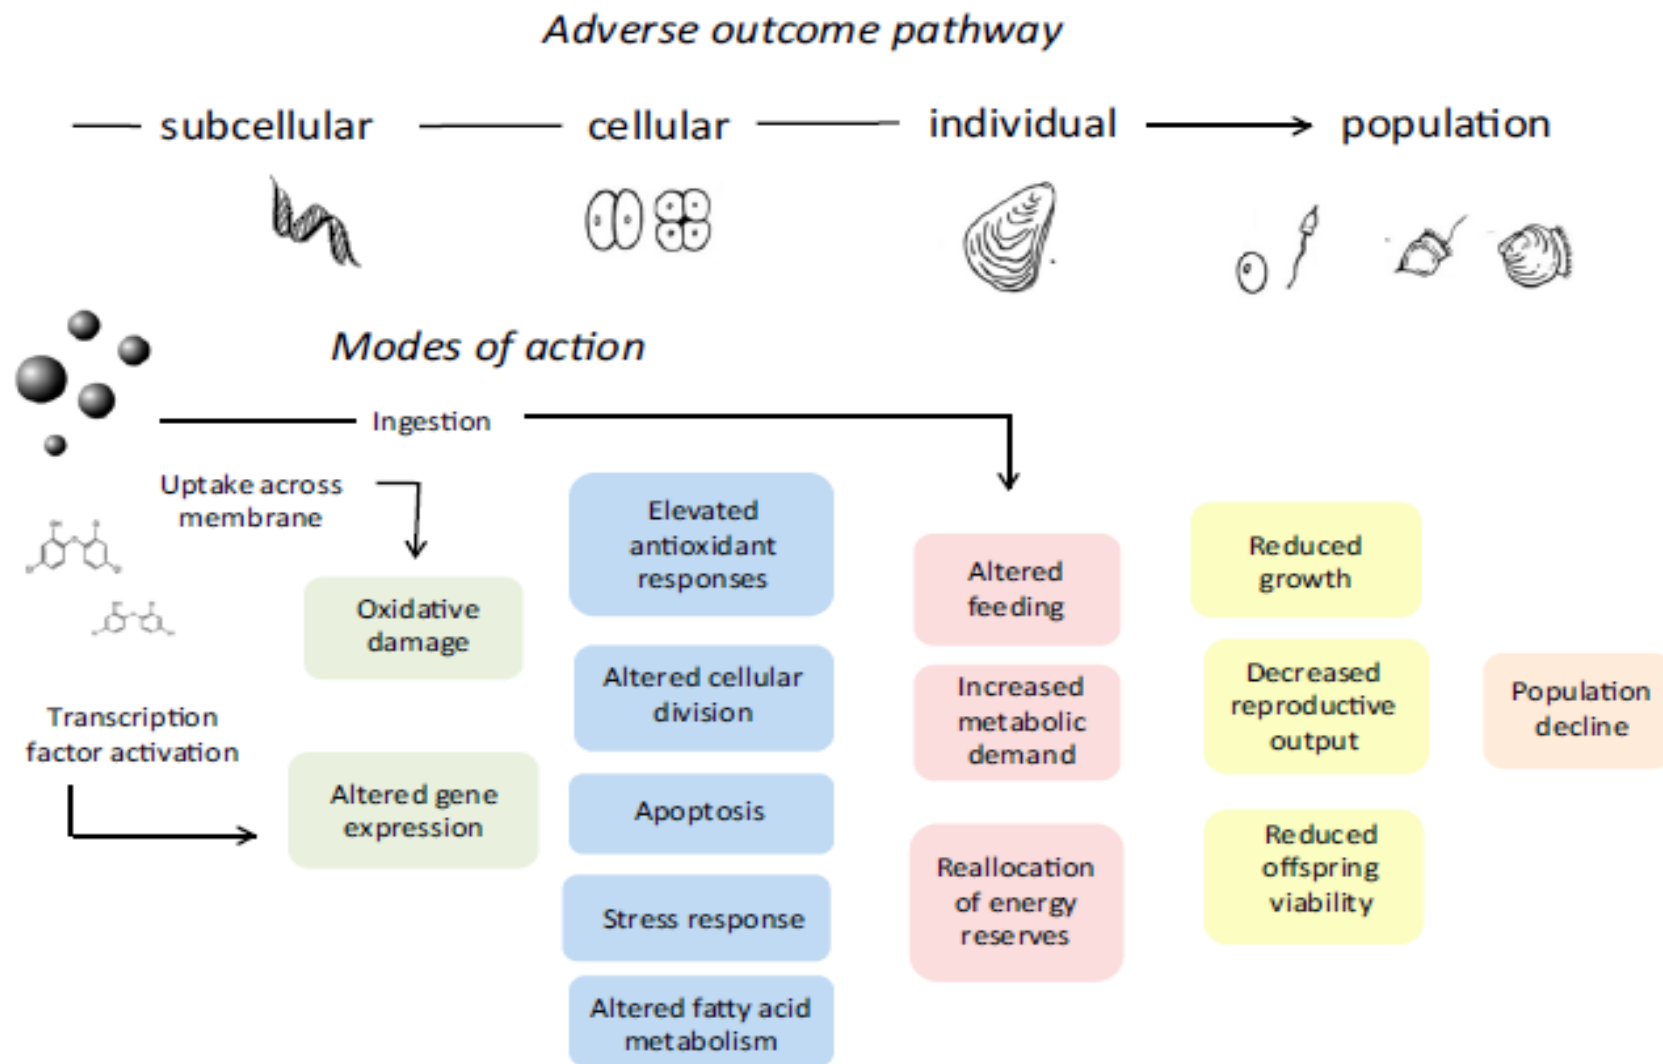 Adverse outcome pathway
subcellular
cellular
individual
population
Modes of action
Ingestion
Uptake across
membrane
Transcription
factor activation
Oxidative
damage
Altered gene
expression
Elevated
antioxidant
responses
Altered cellular
division
Apoptosis
Stress response
Altered fatty acid
metabolism
Altered
feeding
Increased
metabolic
demand
Reallocation
of energy
reserves
Reduced
growth
Decreased
reproductive
output
Reduced
offspring
viability
Population
decline